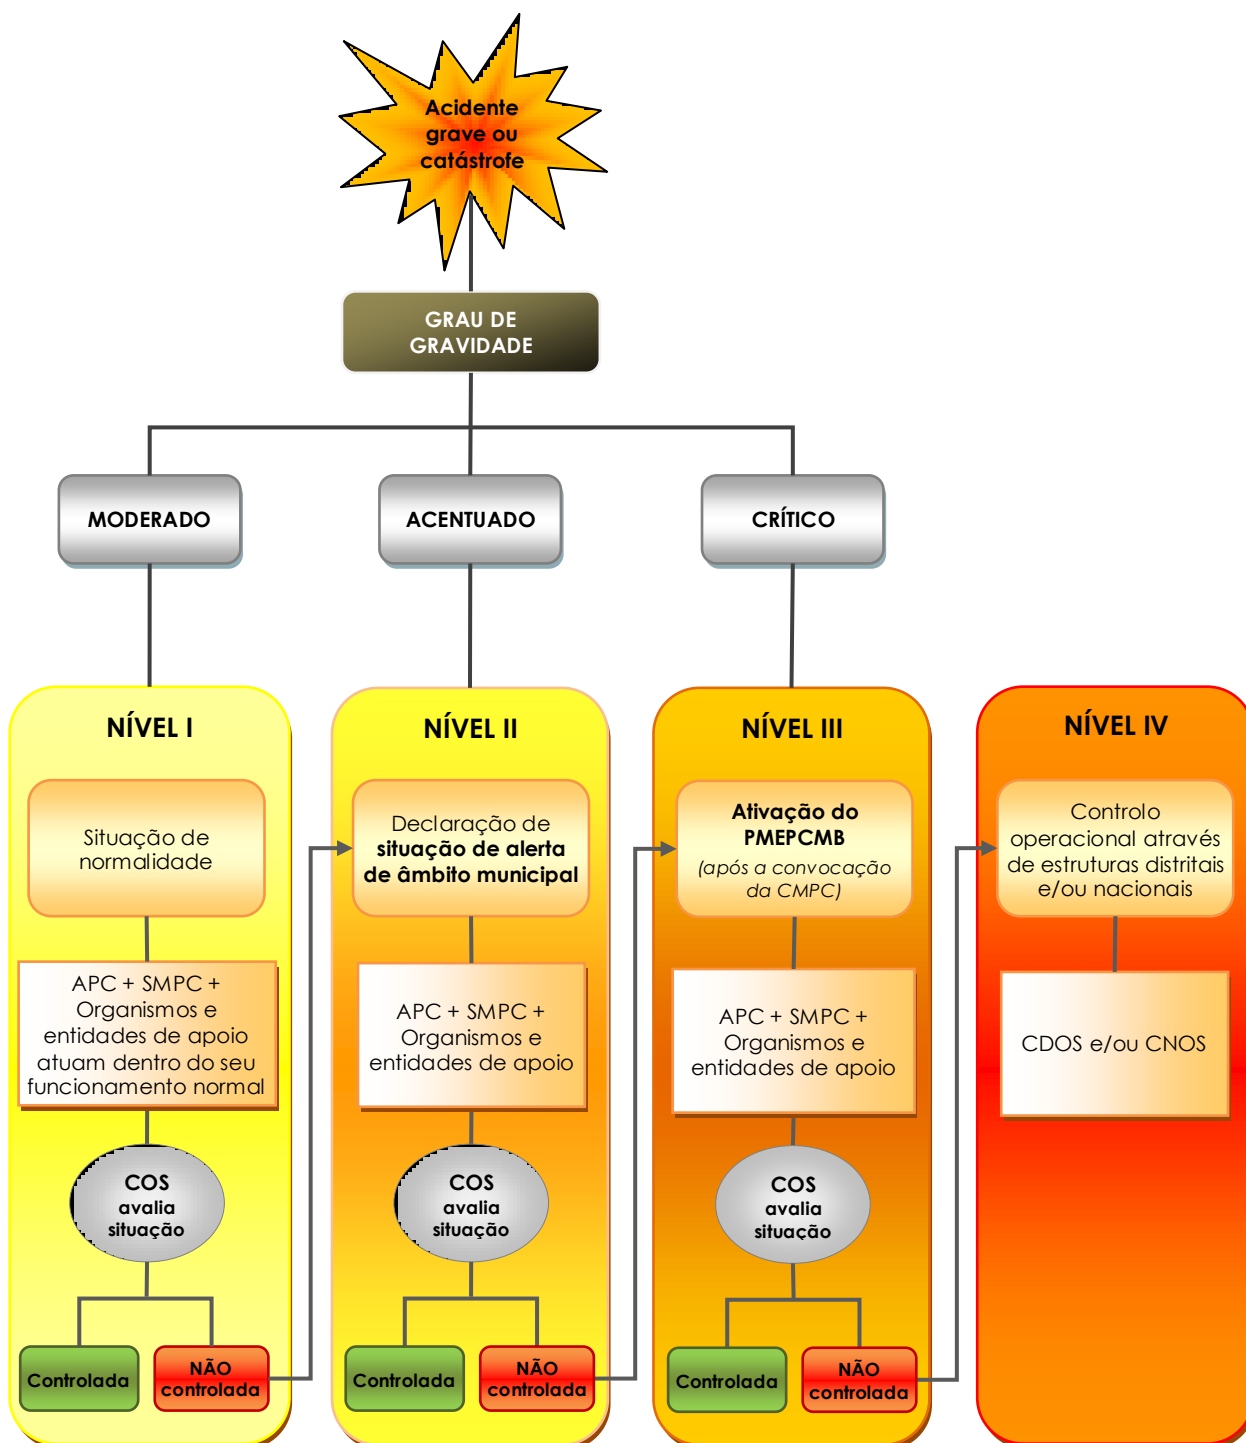 Acidente
grave ou
catástrofe
GRAU DE
GRAVIDADE
MODERADO
ACENTUADO
CRÍTICO
NÍVEL I
Situação de
normalidade
APC + SMPC +
Organismos e
entidades de apoio
atuam dentro do seu
funcionamento normal
COS
avalia
situação
Controlada
NÃO
controlada
NÍVEL II
Declaração de
situação de alerta
de âmbito municipal
APC + SMPC +
Organismos e
entidades de apoio
COS
avalia
situação
Controlada
NÃO
controlada
NÍVEL III
Ativação do
PMEPCMB
(após a convocação
da CMPC)
APC + SMPC +
Organismos e
entidades de apoio
COS
avalia
situação
Controlada
NÃO
controlada
NÍVEL IV
Controlo
operacional através
de estruturas distritais
e/ou nacionais
CDOS e/ou CNOS